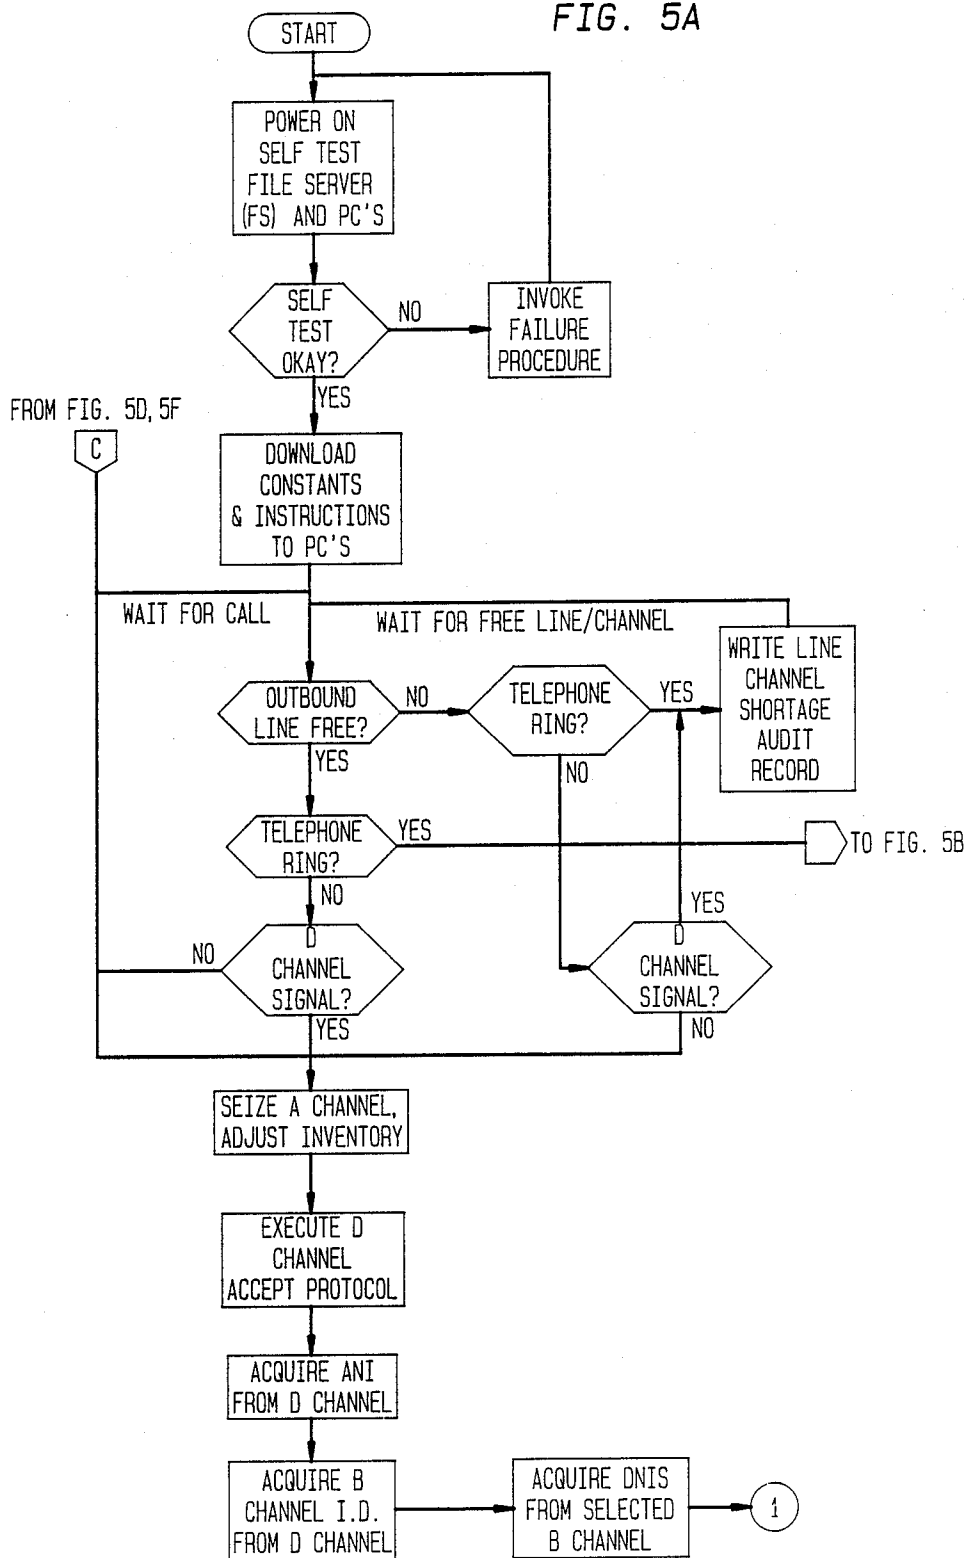 FIG. 5A
START
POWER ON
SELF TEST
FILE SERVER
(FS) AND PC'S
SELF
TEST
OKAY?
NO
INVOKE
FAILURE
PROCEDURE
YES
FROM FIG. 5D, 5F
C
DOWNLOAD
CONSTANTS
& INSTRUCTIONS
TO PC'S
WAIT FOR CALL
WAIT FOR FREE LINE/CHANNEL
OUTBOUND
LINE FREE?
NO
TELEPHONE
RING?
YES
WRITE LINE
CHANNEL
SHORTAGE
AUDIT
RECORD
YES
NO
TELEPHONE
RING?
YES
TO FIG. 5B
NO
YES
NO
D
CHANNEL
SIGNAL?
D
CHANNEL
SIGNAL?
YES
NO
SEIZE A CHANNEL,
ADJUST INVENTORY
EXECUTE D
CHANNEL
ACCEPT PROTOCOL
ACQUIRE ANI
FROM D CHANNEL
ACQUIRE B
CHANNEL I.D.
FROM D CHANNEL
ACQUIRE DNIS
FROM SELECTED
B CHANNEL
1